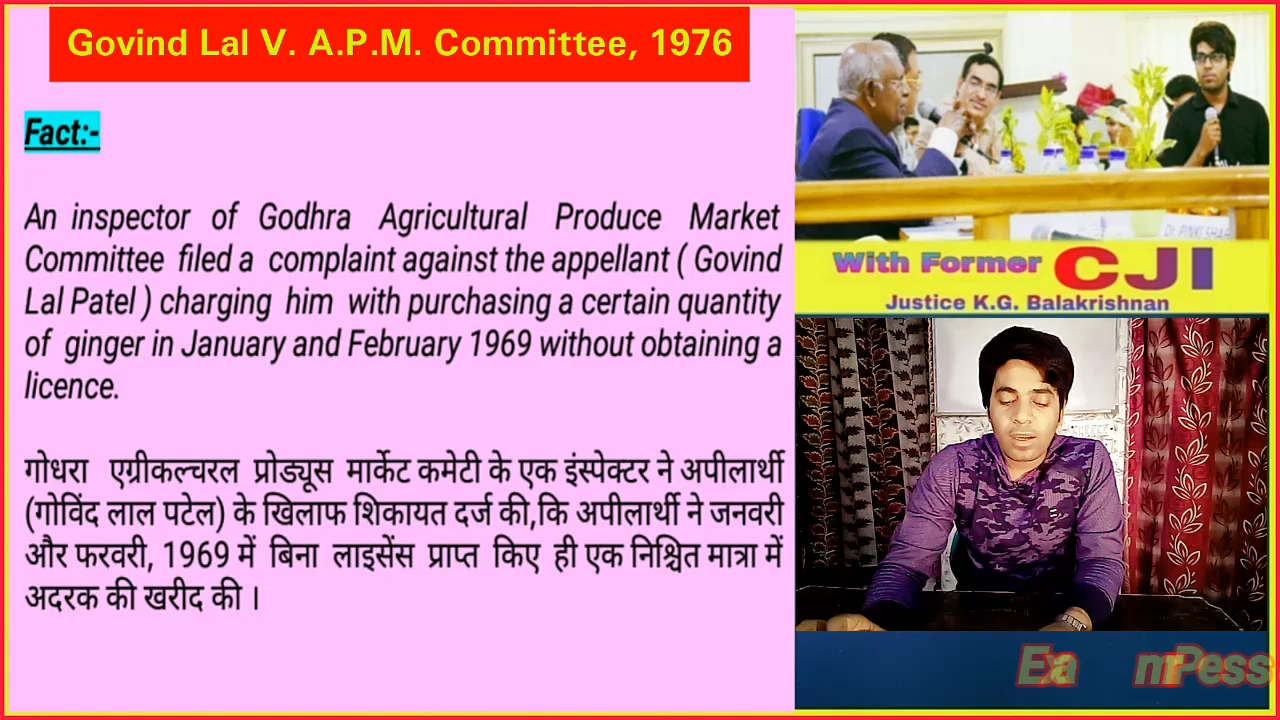 Govind Lal V. A.P.M. Committee, 1976
Fact:-
An inspector of Godhra Agricultural Produce Market
Committee filed a complaint against the appellant ( Govind
Lal Patel ) charging him with purchasing a certain quantity
of ginger in January and February 1969 without obtaining a
licence.
गोधरा एग्रीकल्चरल प्रोड्यूस मार्केट कमेटी के एक इंस्पेक्टर ने अपीलार्थी
(गोविंद लाल पटेल) के खिलाफ शिकायत दर्ज की,कि अपीलार्थी ने जनवरी
और फरवरी, 1969 में बिना लाइसेंस प्राप्त किए ही एक निश्चित मात्रा में
अदरक की खरीद की ।
With Former CJI
Justice K.G. Balakrishnan
Ea mPess